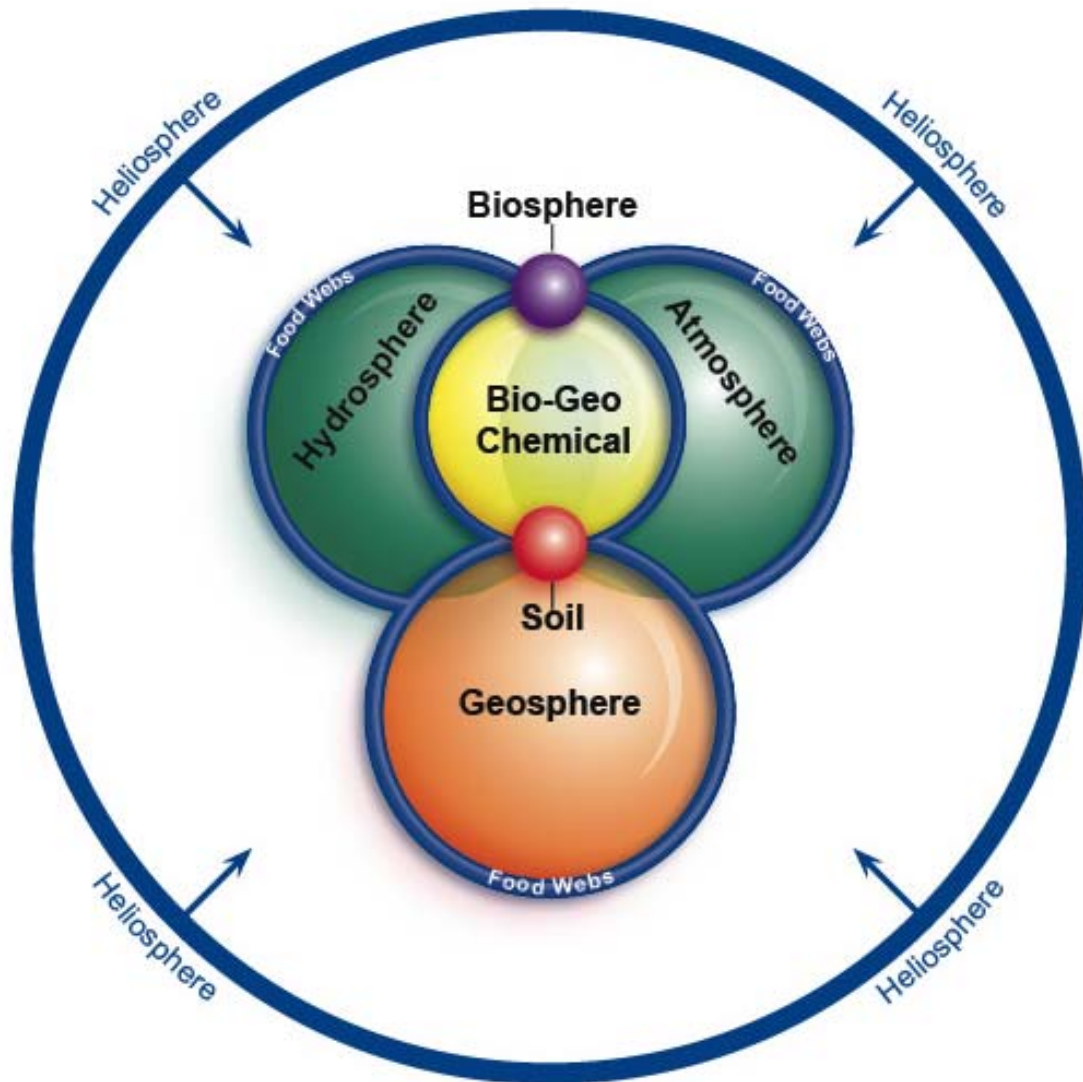 Heliosphere
Heliosphere
Biosphere
Food Webs
Food Webs
Hydrosphere
Atmosphere
Bio-Geo
Chemical
Soil
Geosphere
Food Webs
Heliosphere
Heliosphere